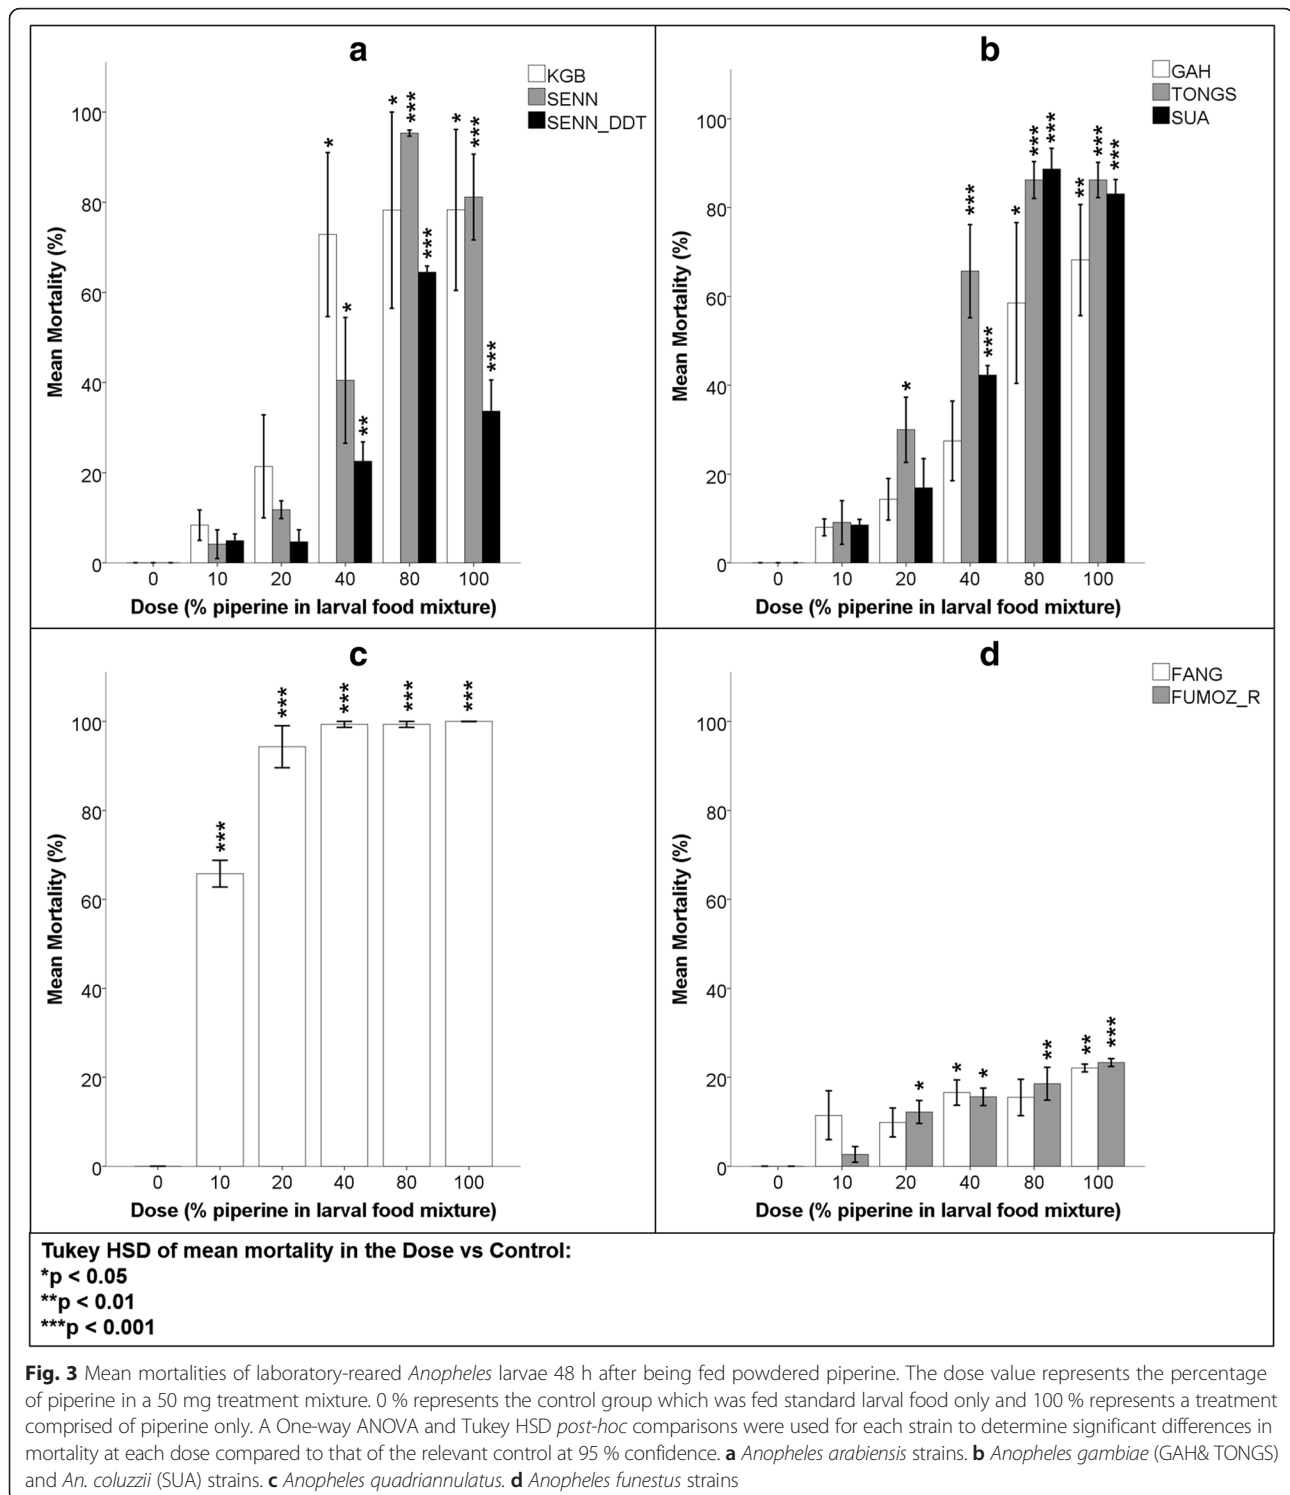 a
KGB
SENN
SENN_DDT
Mean Mortality (%)
100
80
60
40
20
0
* * *** * ***
* *** **  ***
0 10 20 40 80 100
Dose (% piperine in larval food mixture)
b
GAH
TONGS
SUA
Mean Mortality (%)
100
80
60
40
20
0
* *** *** * *** *** ** *** ***
0 10 20 40 80 100
Dose (% piperine in larval food mixture)
c
Mean Mortality (%)
100
80
60
40
20
0
*** *** *** *** ***
0 10 20 40 80 100
Dose (% piperine in larval food mixture)
d
FANG
FUMOZ_R
Mean Mortality (%)
100
80
60
40
20
0
* * * ** ** ***
0 10 20 40 80 100
Dose (% piperine in larval food mixture)
Tukey HSD of mean mortality in the Dose vs Control:
*p < 0.05
**p < 0.01
***p < 0.001
Fig. 3 Mean mortalities of laboratory-reared Anopheles larvae 48 h after being fed powdered piperine. The dose value represents the percentage
of piperine in a 50 mg treatment mixture. 0 % represents the control group which was fed standard larval food only and 100 % represents a treatment
comprised of piperine only. A One-way ANOVA and Tukey HSD post-hoc comparisons were used for each strain to determine significant differences in
mortality at each dose compared to that of the relevant control at 95 % confidence. a Anopheles arabiensis strains. b Anopheles gambiae (GAH& TONGS)
and An. coluzzii (SUA) strains. c Anopheles quadriannulatus. d Anopheles funestus strains